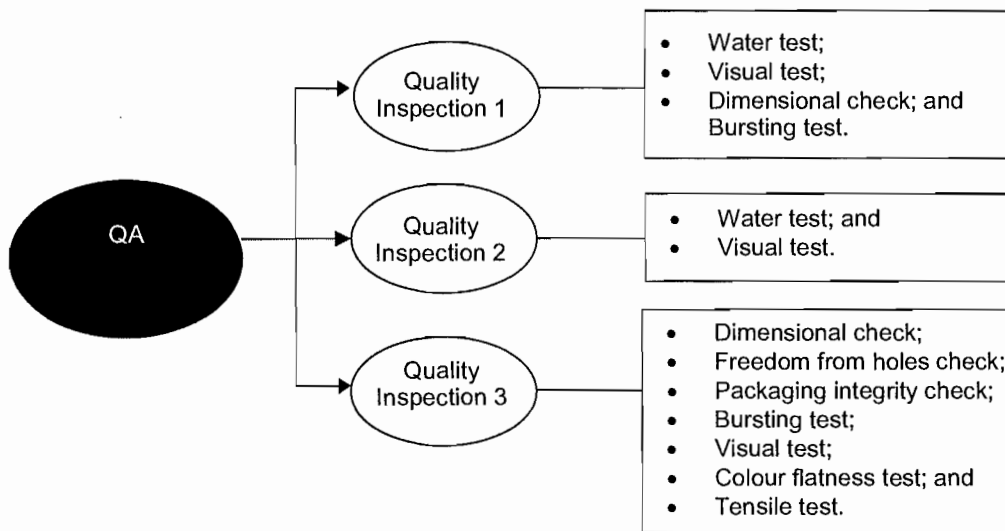 QA
Quality
Inspection 1
• Water test;
• Visual test;
• Dimensional check; and
Bursting test.
Quality
Inspection 2
• Water test; and
• Visual test.
Quality
Inspection 3
• Dimensional check;
• Freedom from holes check;
• Packaging integrity check;
• Bursting test;
• Visual test;
• Colour flatness test; and
• Tensile test.